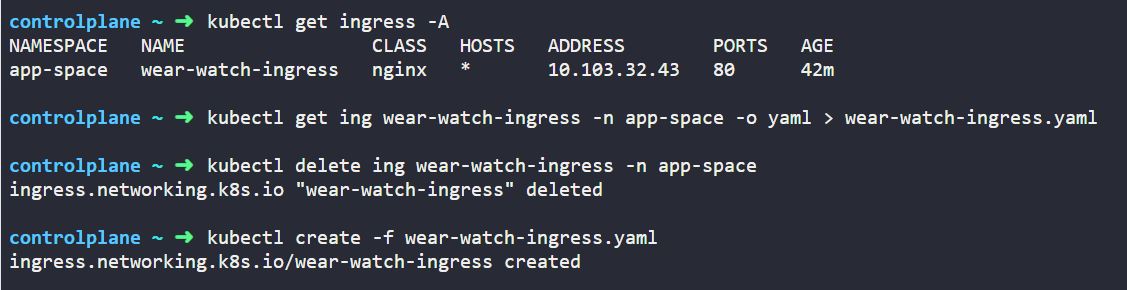 controlplane ~ ➜ kubectl get ingress -A
NAMESPACE NAME CLASS HOSTS ADDRESS PORTS AGE
app-space wear-watch-ingress nginx * 10.103.32.43 80 42m
controlplane ~ ➜ kubectl get ing wear-watch-ingress -n app-space -o yaml > wear-watch-ingress.yaml
controlplane ~ ➜ kubectl delete ing wear-watch-ingress -n app-space
ingress.networking.k8s.io "wear-watch-ingress" deleted
controlplane ~ ➜ kubectl create -f wear-watch-ingress.yaml
ingress.networking.k8s.io/wear-watch-ingress created